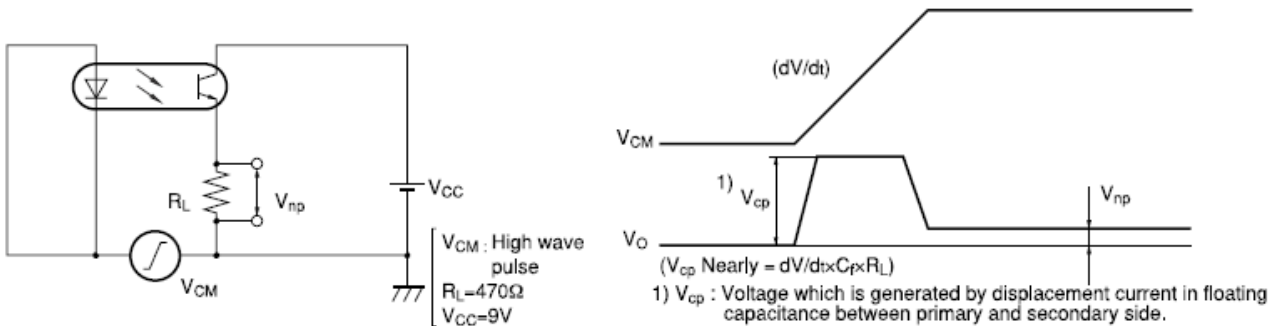 R_L
V_np
V_CC
V_CM
V_CM : High wave
pulse
R_L=470Ω
V_CC=9V
(dV/dt)
V_CM
1) V_cp
V_np
V_O
(V_cp Nearly = dV/dt×C_f×R_L)
1) V_cp : Voltage which is generated by displacement current in floating
capacitance between primary and secondary side.